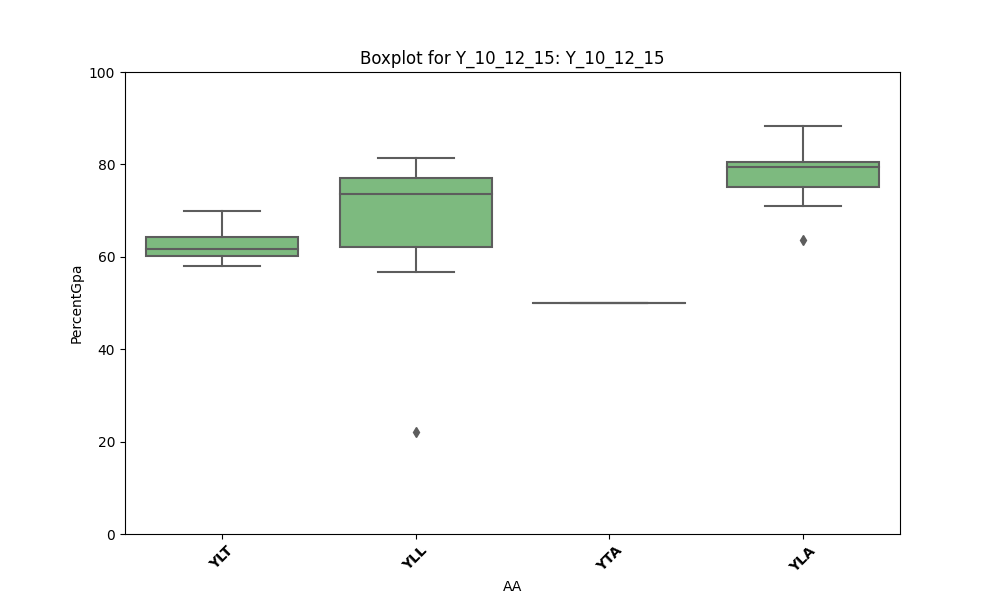 Boxplot for Y_10_12_15: Y_10_12_15
100
80
60
40
20
0
PercentGpa
YLT
YLL
YTA
YLA
AA